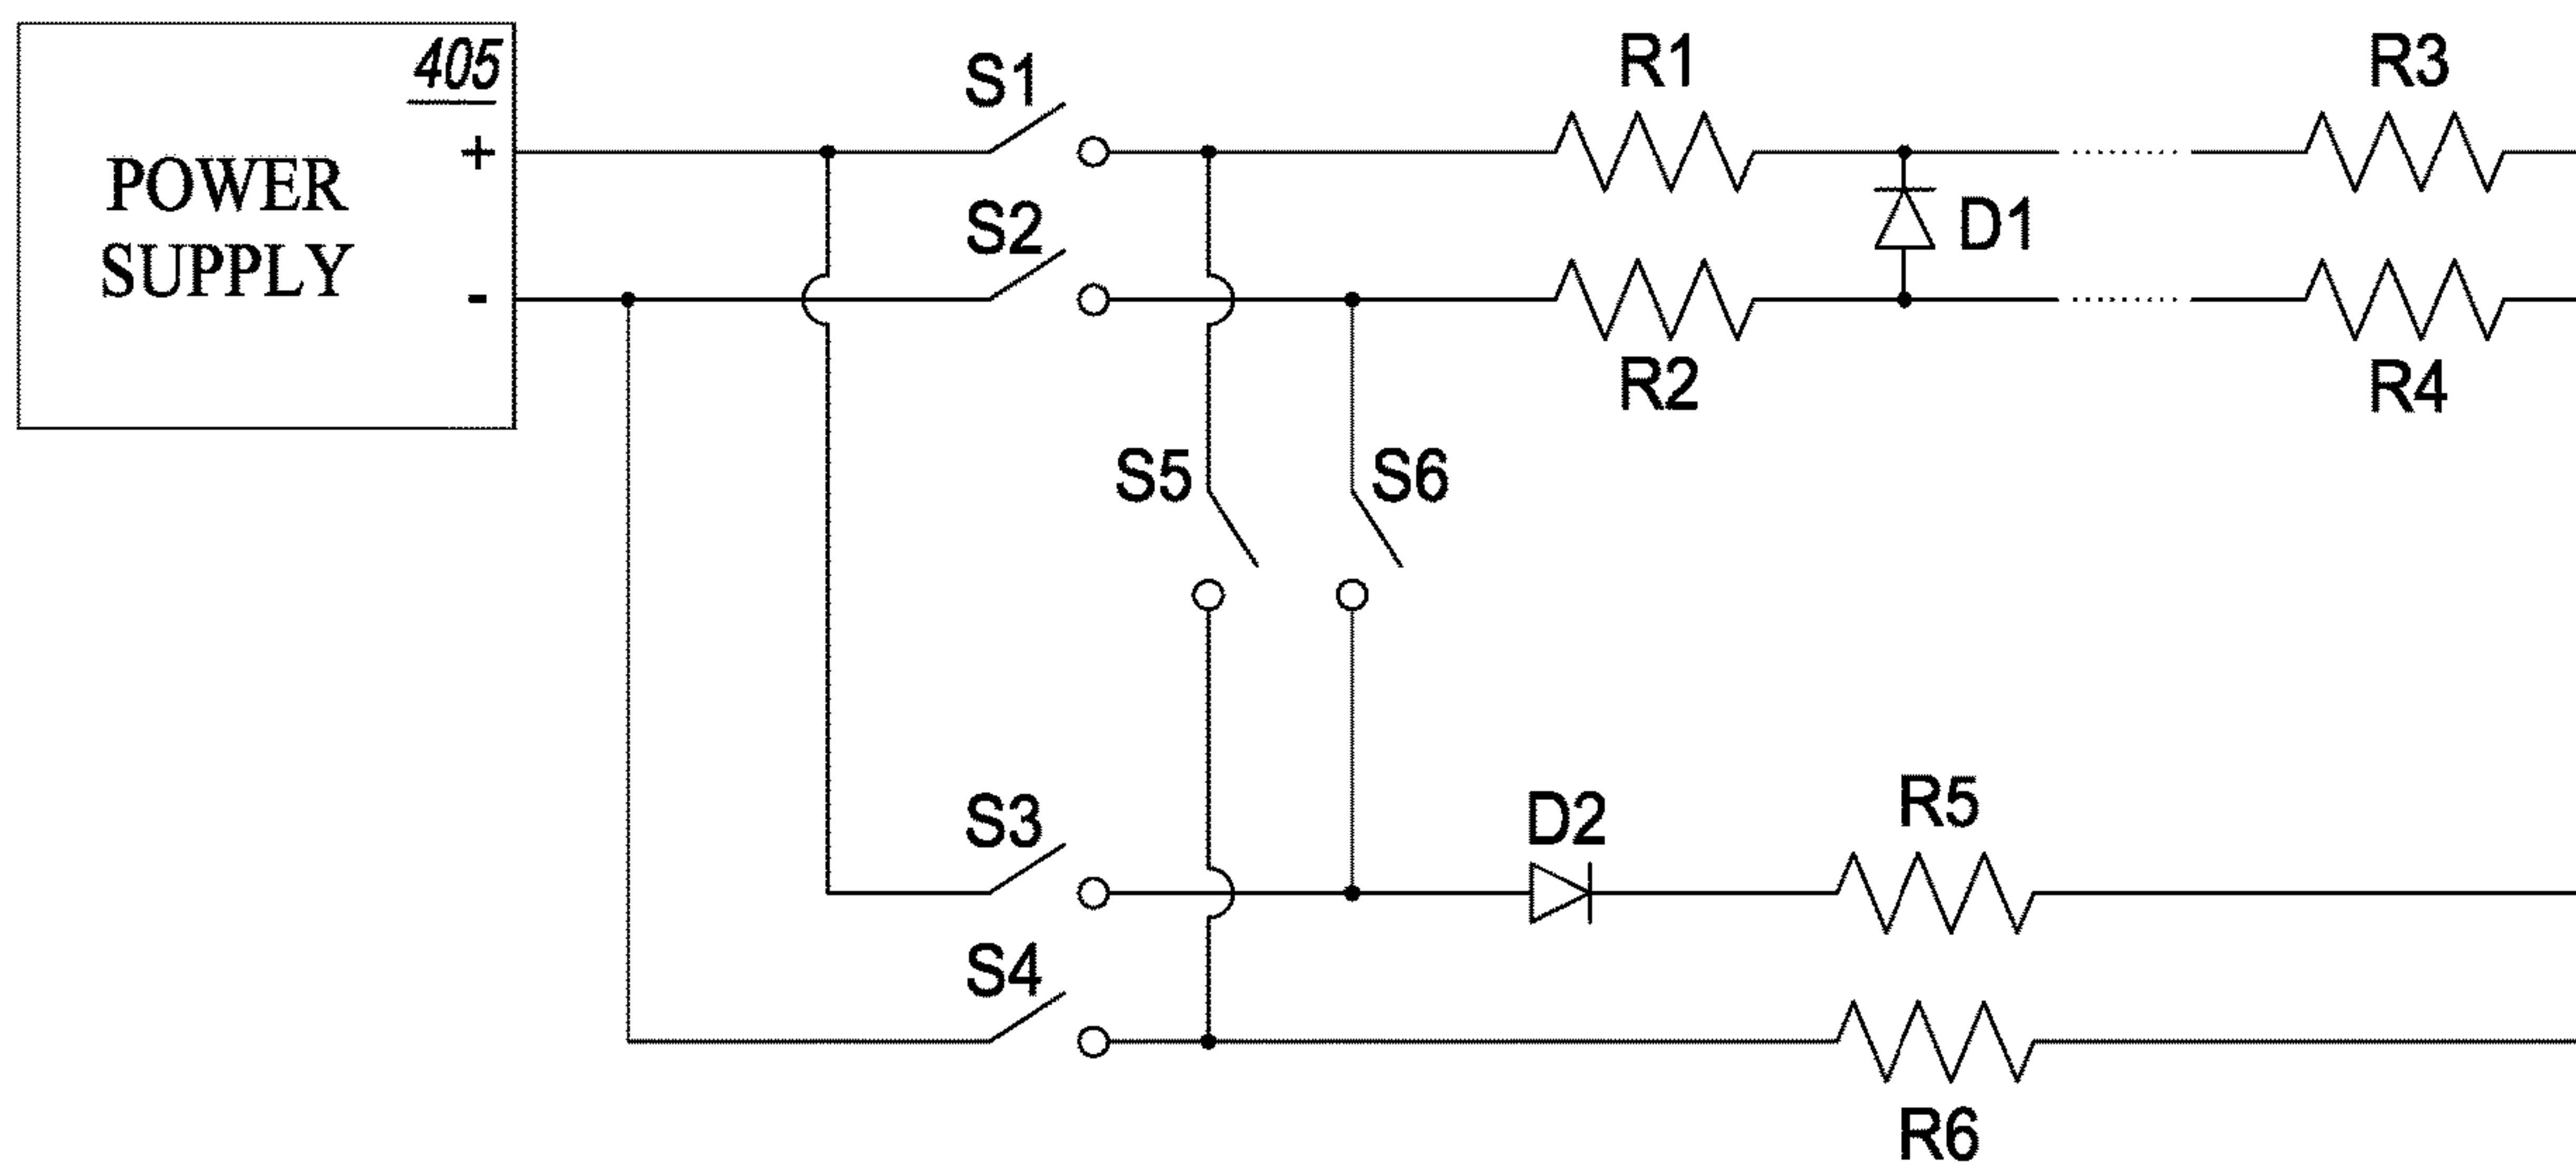 405
+
POWER
SUPPLY
-
S1
R1
R3
S2
D1
R2
R4
S5
S6
S3
D2
R5
S4
R6